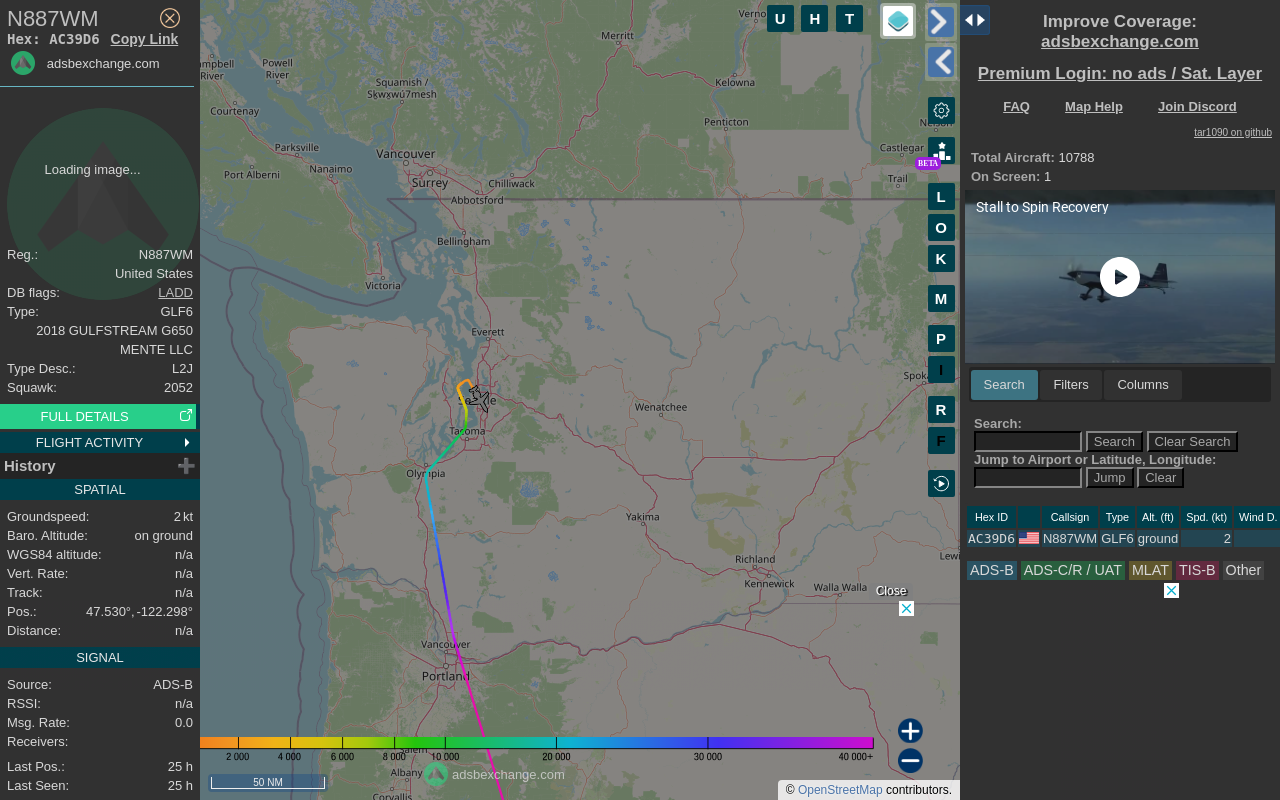 N887WM
Hex: AC39D6 Copy Link
adsbexchange.com
Loading image...
Reg.: N887WM
United States
DB flags: LADD
Type: GLF6
2018 GULFSTREAM G650
MENTE LLC
Type Desc.: L2J
Squawk: 2052
FULL DETAILS
FLIGHT ACTIVITY
History
SPATIAL
Groundspeed: 2 kt
Baro. Altitude: on ground
WGS84 altitude: n/a
Vert. Rate: n/a
Track: n/a
Pos.: 47.530°, -122.298°
Distance: n/a
SIGNAL
Source: ADS-B
RSSI: n/a
Msg. Rate: 0.0
Receivers:
Last Pos.: 25 h
Last Seen: 25 h
Merritt
Powell
River
River
Squamish /
Sḵwx̱wú7mesh
Kelowna
Courtenay
Penticton
Parksville
Vancouver
Castlegar
Port Alberni
Nanaimo
Surrey
Chilliwack
Trail
Abbotsford
Bellingham
Victoria
Everett
Wenatchee
Tacoma
Olympia
Yakima
Richland
Kennewick
Walla Walla
Vancouver
Portland
Albany
Corvallis
U H T
BETA
L
O
K
M
P
I
R
F
Close
2 000 4 000 6 000 8 000 10 000 20 000 30 000 40 000+
adsbexchange.com
50 NM
© OpenStreetMap contributors.
Improve Coverage:
adsbexchange.com
Premium Login: no ads / Sat. Layer
FAQ Map Help Join Discord
tar1090 on github
Total Aircraft: 10788
On Screen: 1
Stall to Spin Recovery
Search Filters Columns
Search:
Search Clear Search
Jump to Airport or Latitude, Longitude:
Jump Clear
Hex ID Callsign Type Alt. (ft) Spd. (kt) Wind D.
AC39D6 N887WM GLF6 ground 2
ADS-B ADS-C/R / UAT MLAT TIS-B Other